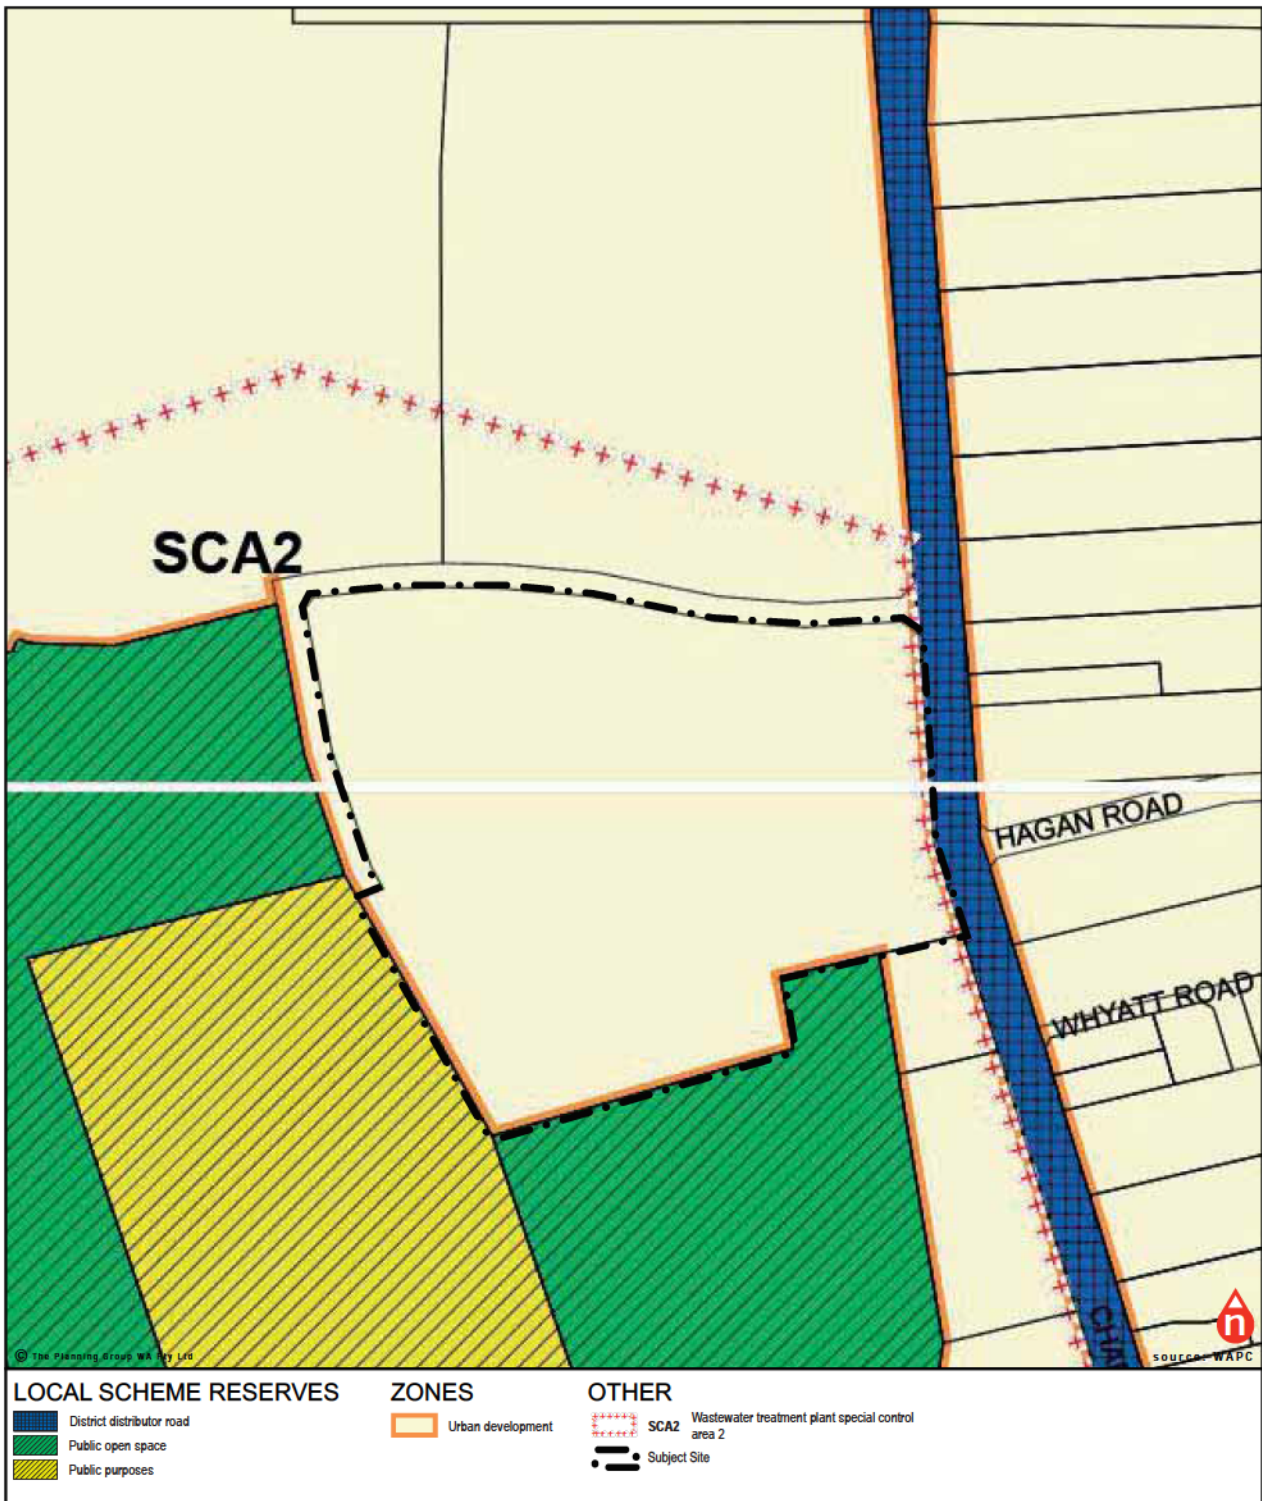 SCA2
HAGAN ROAD
WHYATT ROAD
CHA
n
© The Planning Group WA Pty Ltd
source: WAPC
LOCAL SCHEME RESERVES
District distributor road
Public open space
Public purposes
ZONES
Urban development
OTHER
SCA2 Wastewater treatment plant special control
area 2
Subject Site